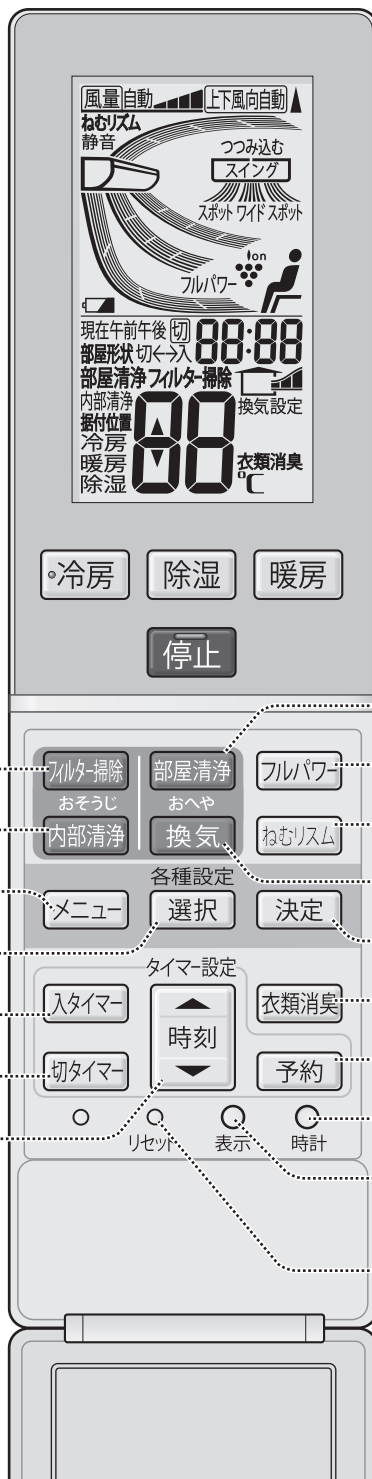 風量 自動 上下風向自動
ねむリズム
静音
つつみ込む
スイング
スポット ワイド スポット
ion
フルパワー
現在午前午後 切 88:88
部屋形状 切←→入
部屋清浄 フィルター掃除
内部清浄
換気設定
据付位置
冷房
暖房
除湿
88
衣類消臭
℃
冷房 除湿 暖房
停止
フィルター掃除 部屋清浄 フルパワー
おそうじ おへや
内部清浄 換気 ねむリズム
各種設定
メニュー 選択 決定
タイマー設定
入タイマー 時刻 衣類消臭
切タイマー 予約
リセット 表示 時計